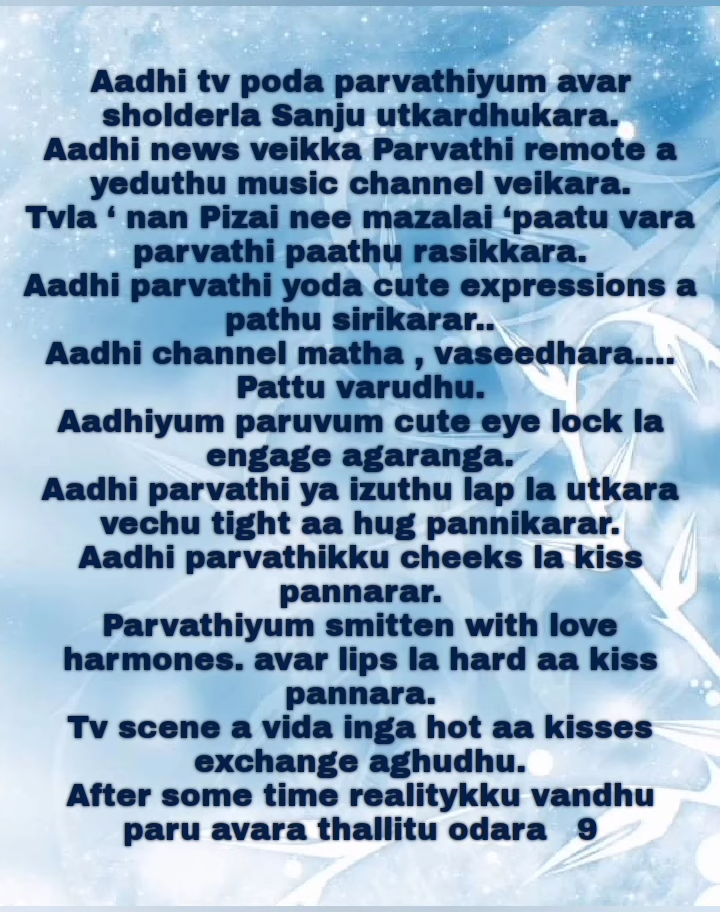 Aadhi tv poda parvathiyum avar
sholderla Sanju utkardhukara.
Aadhi news veikka Parvathi remote a
yeduthu music channel veikara.
Tvla ‘ nan Pizai nee mazalai ‘paatu vara
parvathi paathu rasikkara.
Aadhi parvathi yoda cute expressions a
pathu sirikarar..
Aadhi channel matha , vaseedhara....
Pattu varudhu.
Aadhiyum paruvum cute eye lock la
engage agaranga.
Aadhi parvathi ya izuthu lap la utkara
vechu tight aa hug pannikarar.
Aadhi parvathikku cheeks la kiss
pannarar.
Parvathiyum smitten with love
harmones. avar lips la hard aa kiss
pannara.
Tv scene a vida inga hot aa kisses
exchange aghudhu.
After some time realitykku vandhu
paru avara thallitu odara 9